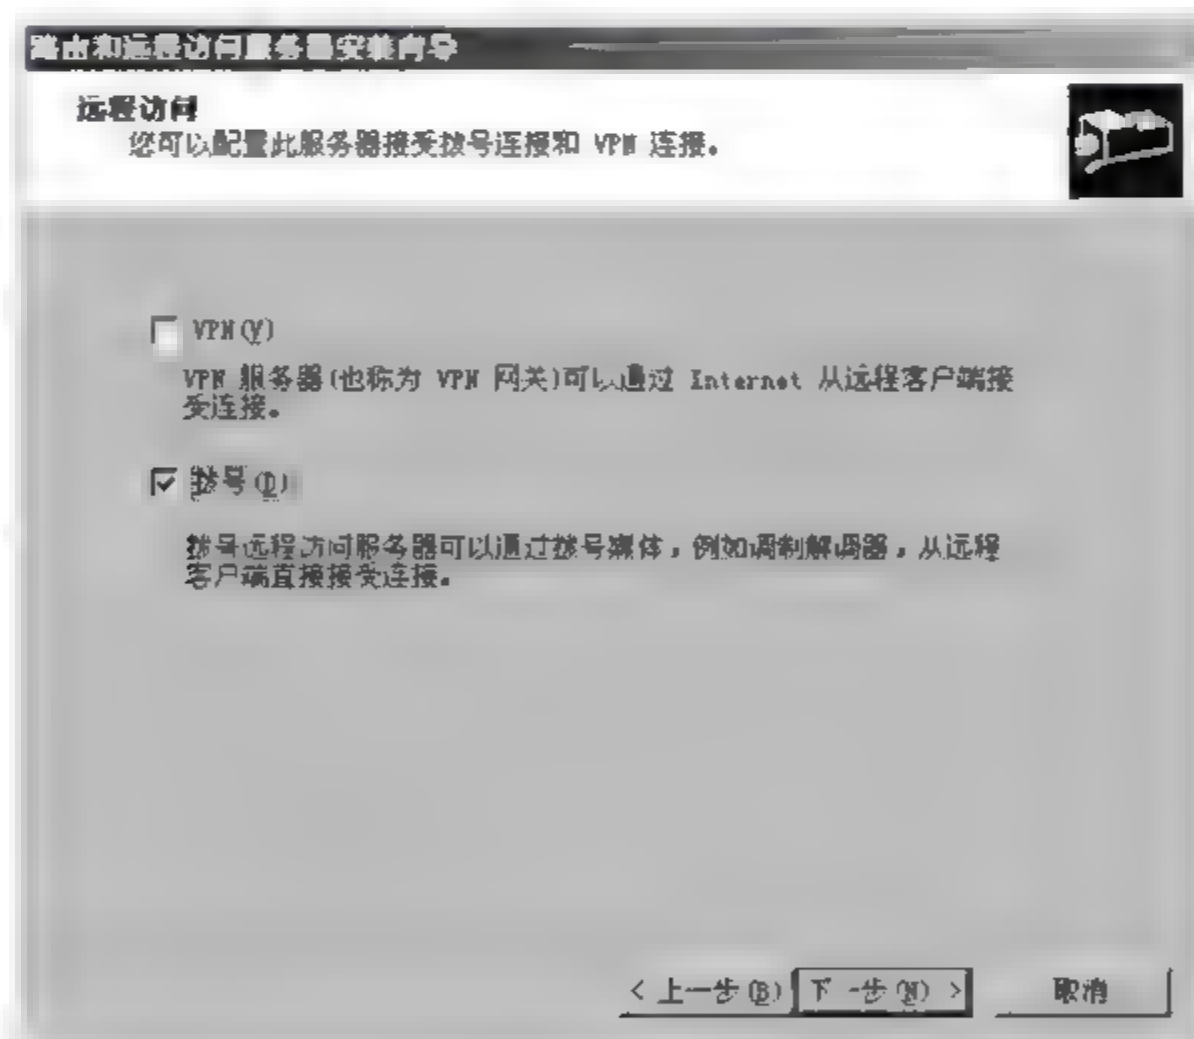 路由和远程访问服务器安装向导
远程访问
您可以配置此服务器接受拨号连接和 VPN 连接。
VPN(V)
VPN 服务器(也称为 VPN 网关)可以通过 Internet 从远程客户端接
受连接。
拨号(D)
拨号远程访问服务器可以通过拨号媒体，例如调制解调器，从远程
客户端直接接受连接。
< 上一步(B) 下一步(N) > 取消